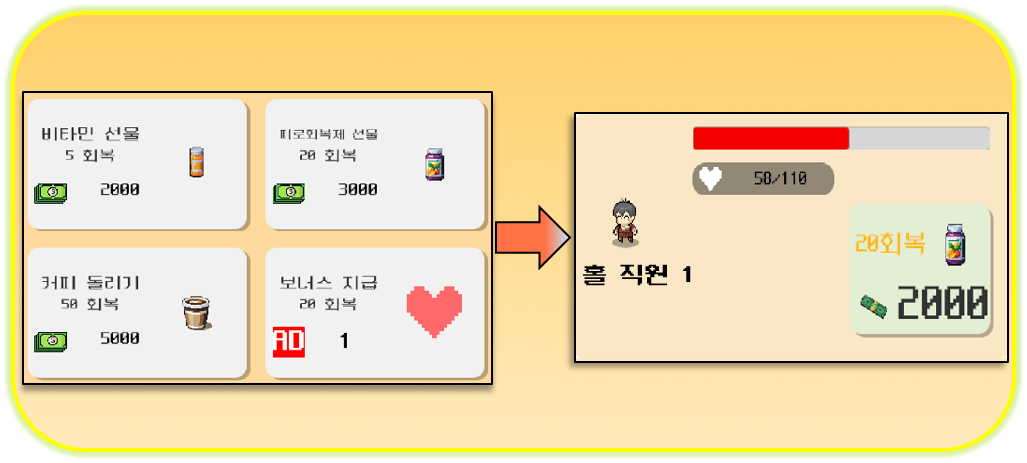 비타민 선물
5 회복
2000
피로회복제 선물
20 회복
3000
커피 돌리기
50 회복
5000
보너스 지급
20 회복
AD
1
58/110
홀 직원 1
20회복
2000